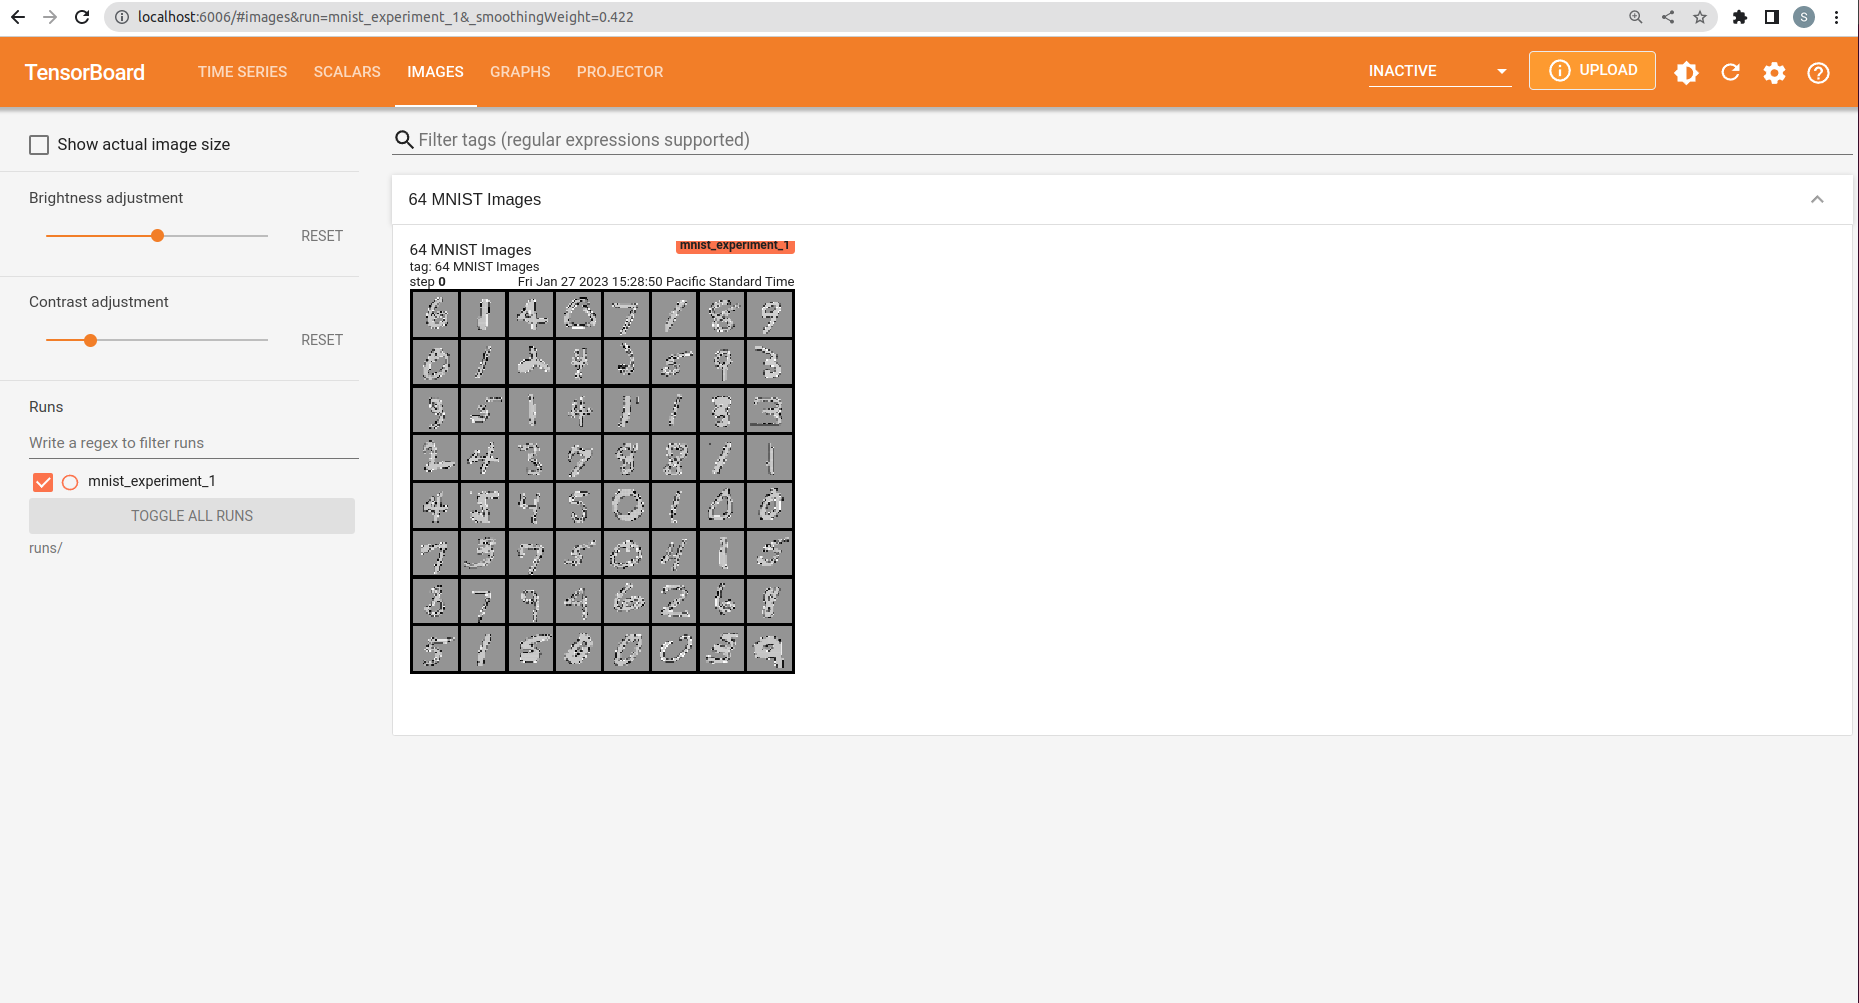 localhost:6006/#images&run=mnist_experiment_1&_smoothingWeight=0.422
S
TensorBoard
TIME SERIES
SCALARS
IMAGES
GRAPHS
PROJECTOR
INACTIVE
UPLOAD
Show actual image size
Brightness adjustment
RESET
Contrast adjustment
RESET
Runs
Write a regex to filter runs
mnist_experiment_1
TOGGLE ALL RUNS
runs/
Filter tags (regular expressions supported)
64 MNIST Images
64 MNIST Images
mnist_experiment_1
tag: 64 MNIST Images
step 0
Fri Jan 27 2023 15:28:50 Pacific Standard Time